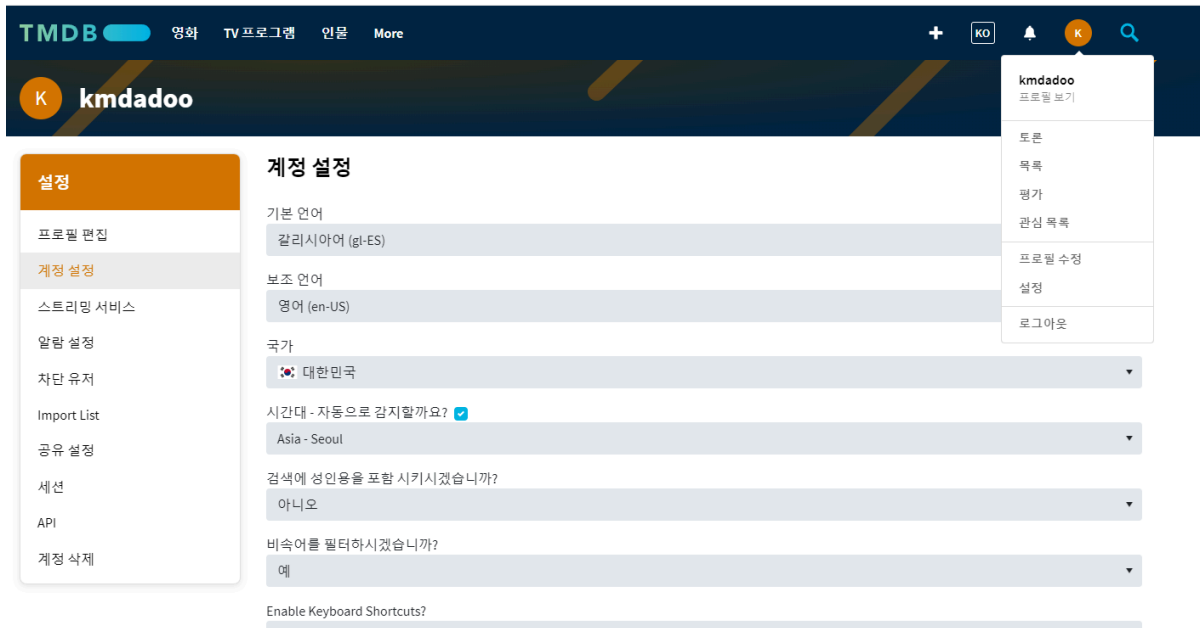 TMDB 영화 TV 프로그램 인물 More KO K
K kmdadoo
kmdadoo
프로필 보기
토론
목록
평가
관심 목록
프로필 수정
설정
로그아웃
설정
프로필 편집
계정 설정
스트리밍 서비스
알람 설정
차단 유저
Import List
공유 설정
세션
API
계정 삭제
계정 설정
기본 언어
갈리시아어 (gl-ES)
보조 언어
영어 (en-US)
국가
대한민국
시간대 - 자동으로 감지할까요?
Asia - Seoul
검색에 성인용을 포함 시키시겠습니까?
아니오
비속어를 필터하시겠습니까?
예
Enable Keyboard Shortcuts?